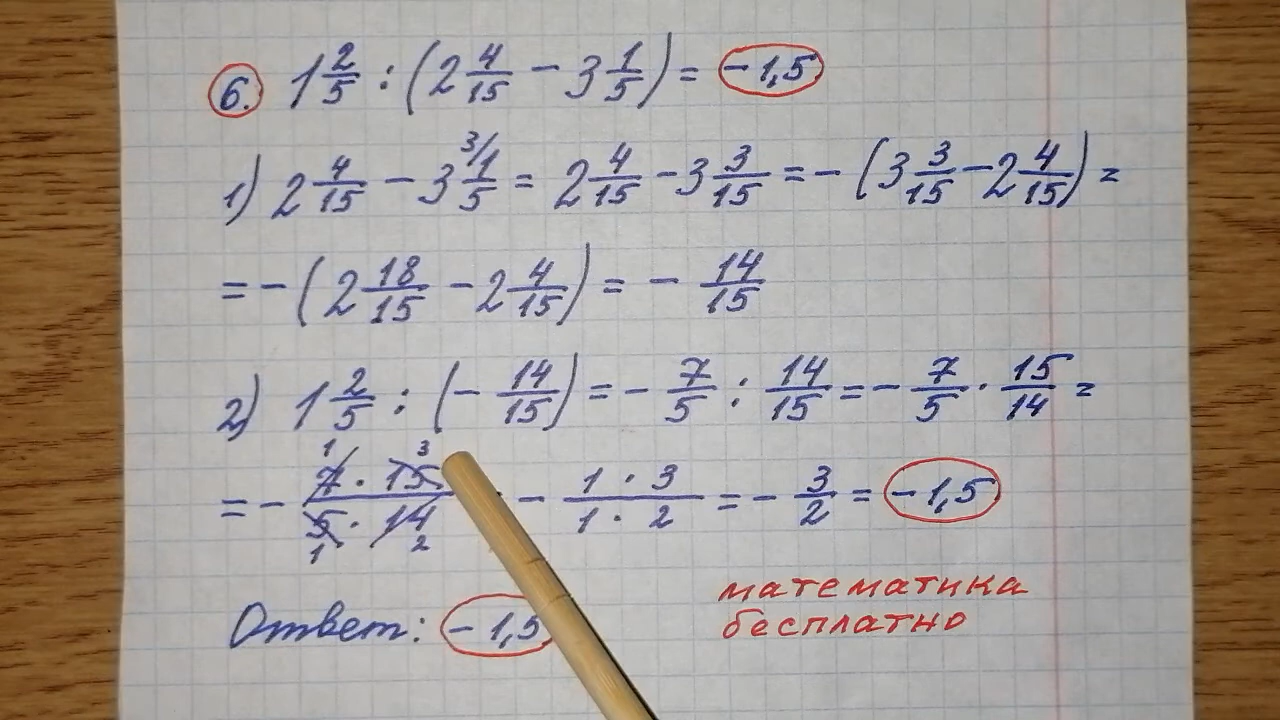 6. 1 2/5 : (2 4/15 - 3 1/5) = -1,5
1) 2 4/15 - 3 1/5 3/ = 2 4/15 - 3 3/15 = -(3 3/15 - 2 4/15) =
= -(2 18/15 - 2 4/15) = - 14/15
2) 1 2/5 : (- 14/15) = - 7/5 : 14/15 = - 7/5 · 15/14 =
= - 7 · 15 / 5 · 14 1 3 1 2 - 1 · 3 / 1 · 2 = - 3/2 = -1,5
математика
бесплатно
Ответ: -1,5